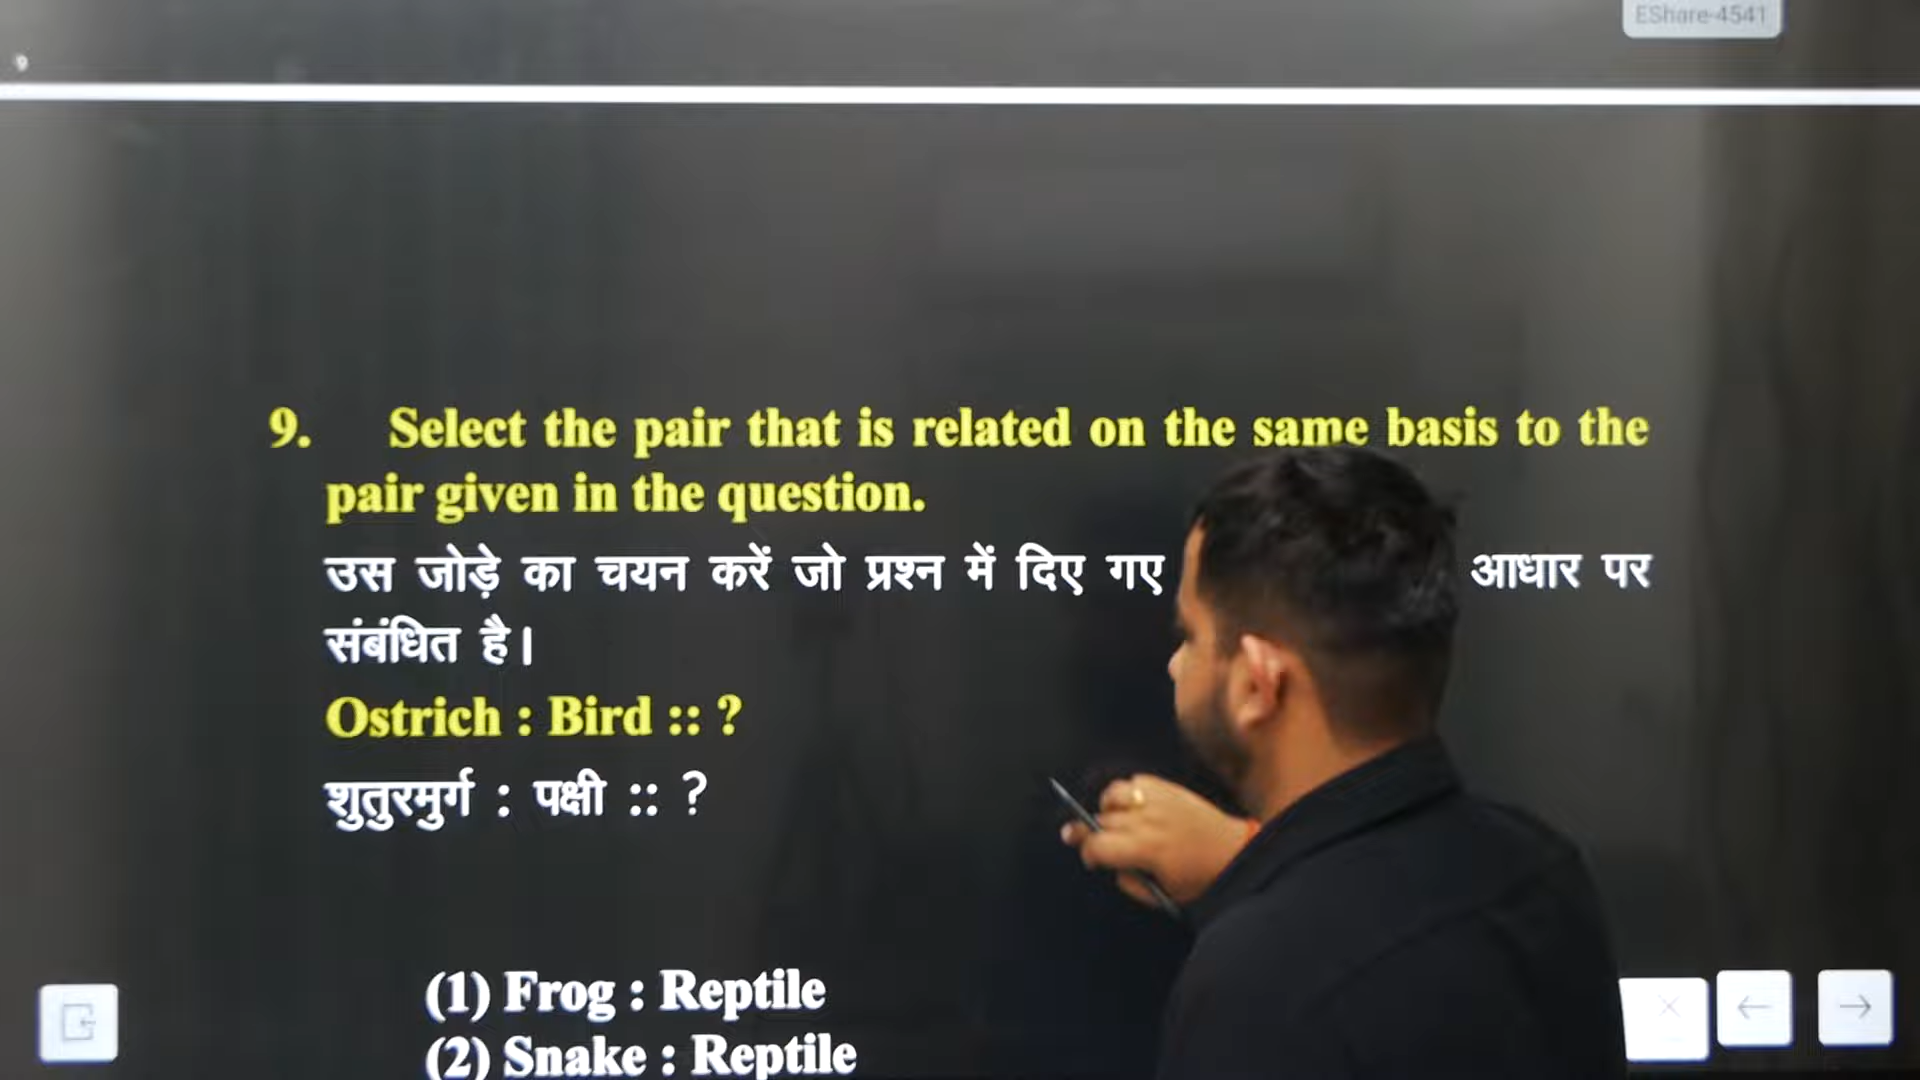 EShare-4541
9
9. Select the pair that is related on the same basis to the
pair given in the question.
उस जोड़े का चयन करें जो प्रश्न में दिए गए आधार पर
संबंधित है।
Ostrich : Bird :: ?
शुतुरमुर्ग : पक्षी :: ?
(1) Frog : Reptile
(2) Snake : Reptile